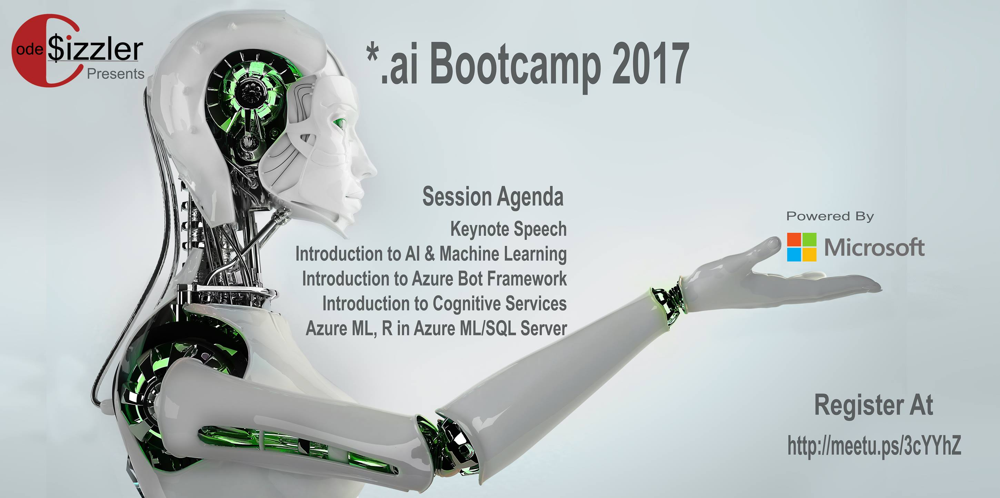 ode $izzler
Presents
*.ai Bootcamp 2017
Session Agenda
Keynote Speech
Introduction to AI & Machine Learning
Introduction to Azure Bot Framework
Introduction to Cognitive Services
Azure ML, R in Azure ML/SQL Server
Powered By
Microsoft
Register At
http://meetu.ps/3cYYhZ